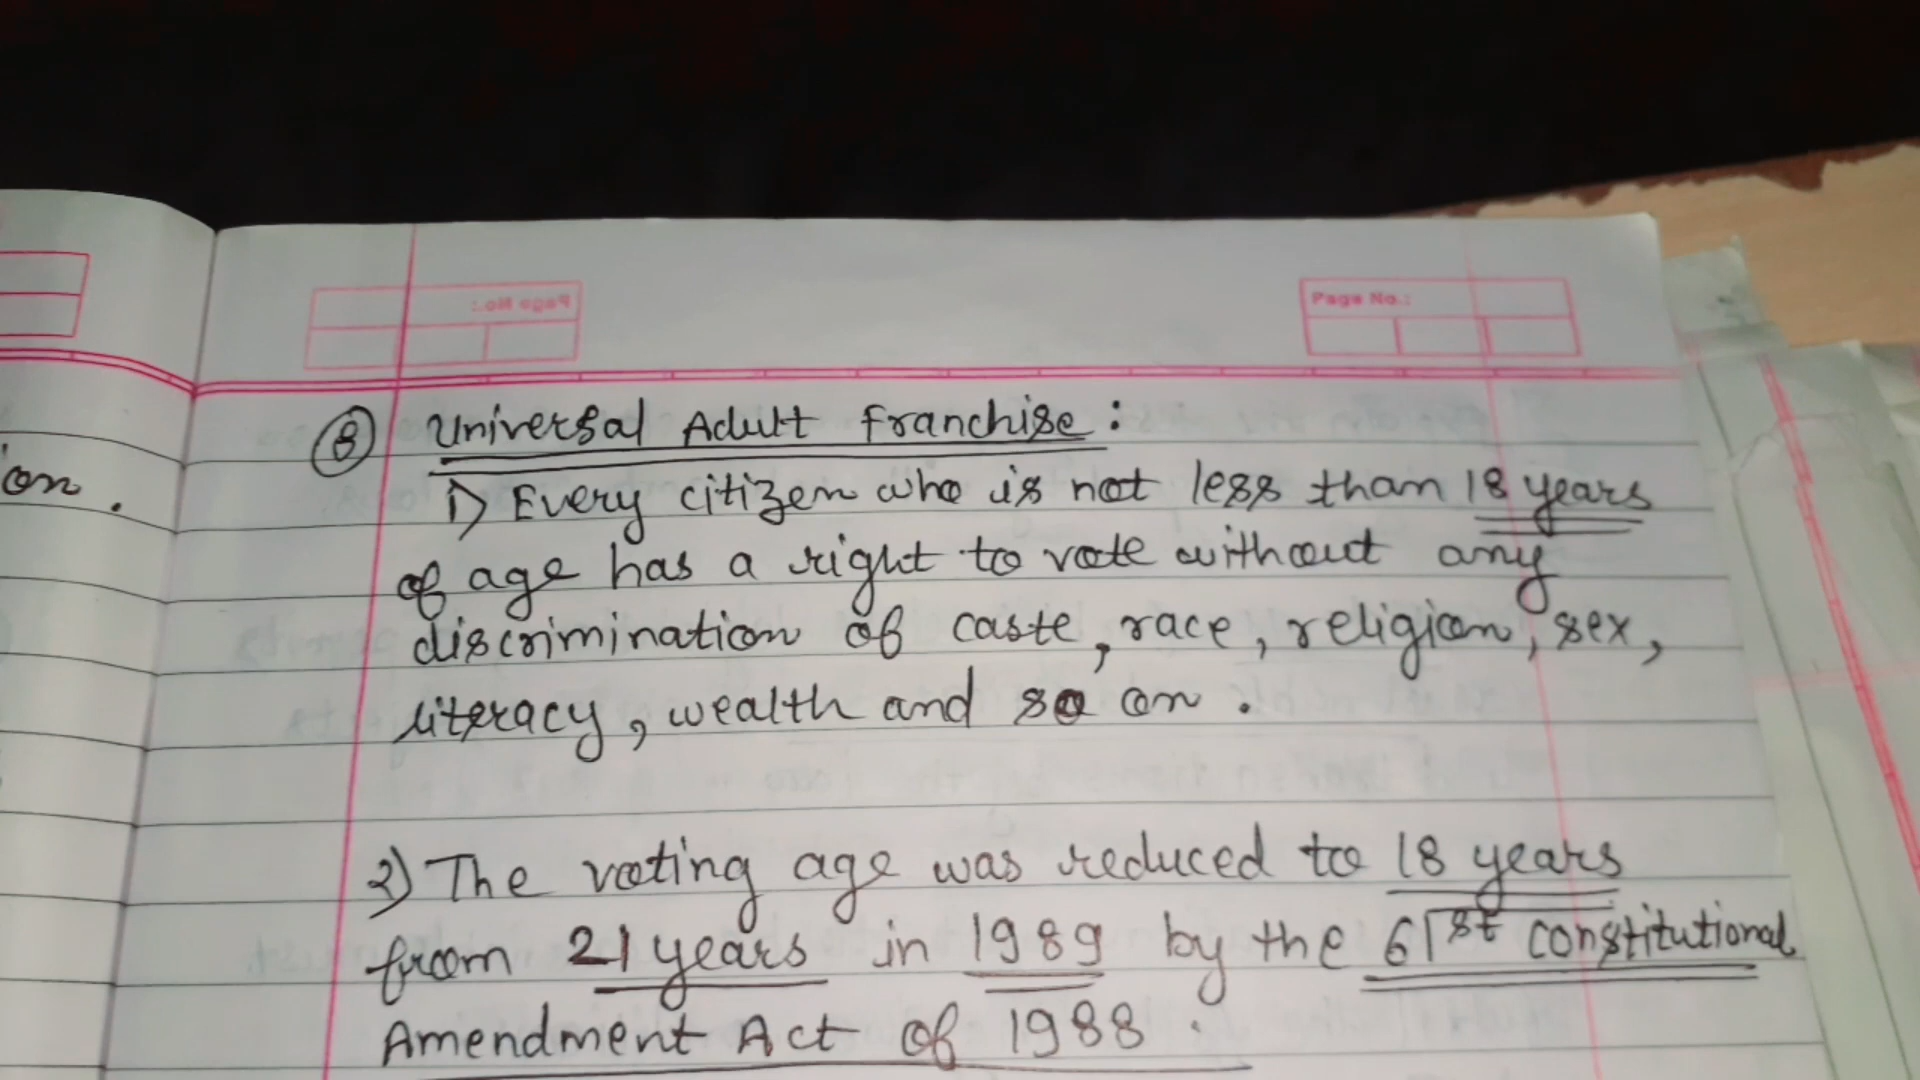 on.
Page No.:
⑧ Universal Adult Franchise:
1) Every citizen who is not less than 18 years
of age has a right to vote without any
discrimination of caste, race, religion, sex,
literacy, wealth and so on.
2) The voting age was reduced to 18 years
from 21 years in 1989 by the 61st constitutional
Amendment Act of 1988.